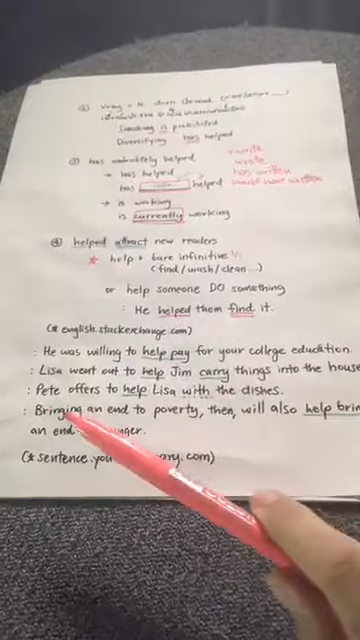 is prohibited
Diversifying has helped
③ has undoubtedly helped
→ has helped
has helped
→ is working
is currently working
write
wrote
has written
would have written
④ helped attract new readers
* help + bare infinitive V₁
(find / wash / clean ...)
or help someone DO something
: He helped them find it.
(* english.stackexchange.com)
: He was willing to help pay for your college education.
: Lisa went out to help Jim carry things into the house
: Pete offers to help Lisa with the dishes.
: Bringing an end to poverty, then, will also help brin
an end
(* sentence.you .com)